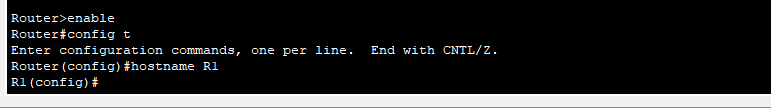 Router>enable
Router#config t
Enter configuration commands, one per line.  End with CNTL/Z.
Router(config)#hostname R1
R1(config)#